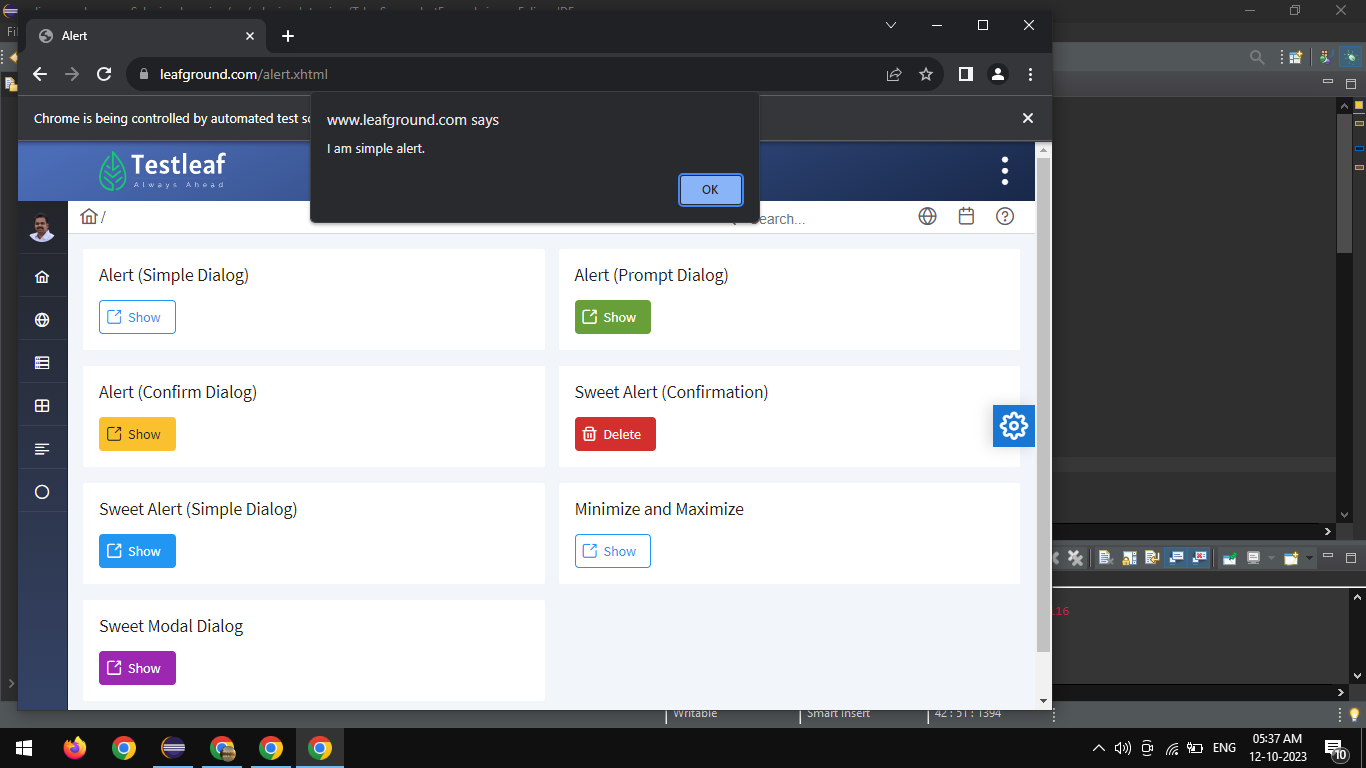 Alert
leafground.com/alert.xhtml
Chrome is being controlled by automated test
www.leafground.com says
I am simple alert.
OK
Testleaf
Always Ahead
/
Search...
Alert (Simple Dialog)
Show
Alert (Prompt Dialog)
Show
Alert (Confirm Dialog)
Show
Sweet Alert (Confirmation)
Delete
Sweet Alert (Simple Dialog)
Show
Minimize and Maximize
Show
Sweet Modal Dialog
Show
Writable
Smart Insert
42 : 51 : 1394
ENG
05:37 AM
12-10-2023
10